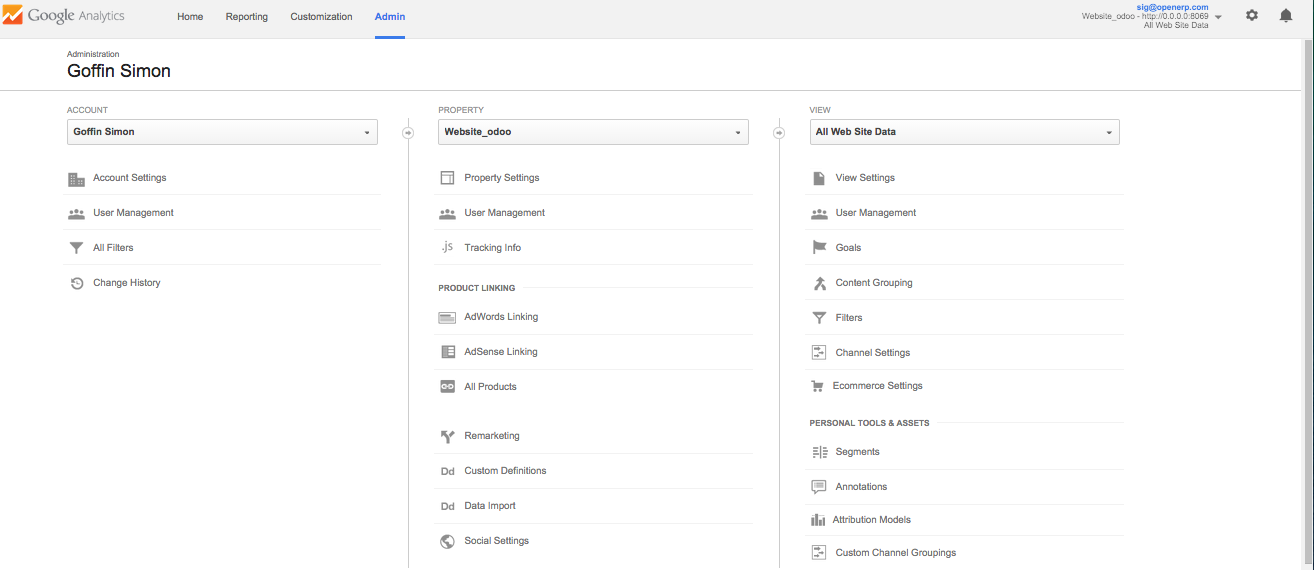 Google Analytics
Home Reporting Customization Admin
sig@openerp.com
Website_odoo - http://0.0.0.0:8069
All Web Site Data
Administration
Goffin Simon
ACCOUNT
Goffin Simon
Account Settings
User Management
All Filters
Change History
PROPERTY
Website_odoo
Property Settings
User Management
.js Tracking Info
PRODUCT LINKING
AdWords Linking
AdSense Linking
All Products
Remarketing
Dd Custom Definitions
Dd Data Import
Social Settings
VIEW
All Web Site Data
View Settings
User Management
Goals
Content Grouping
Filters
Channel Settings
Ecommerce Settings
PERSONAL TOOLS & ASSETS
Segments
Annotations
Attribution Models
Custom Channel Groupings